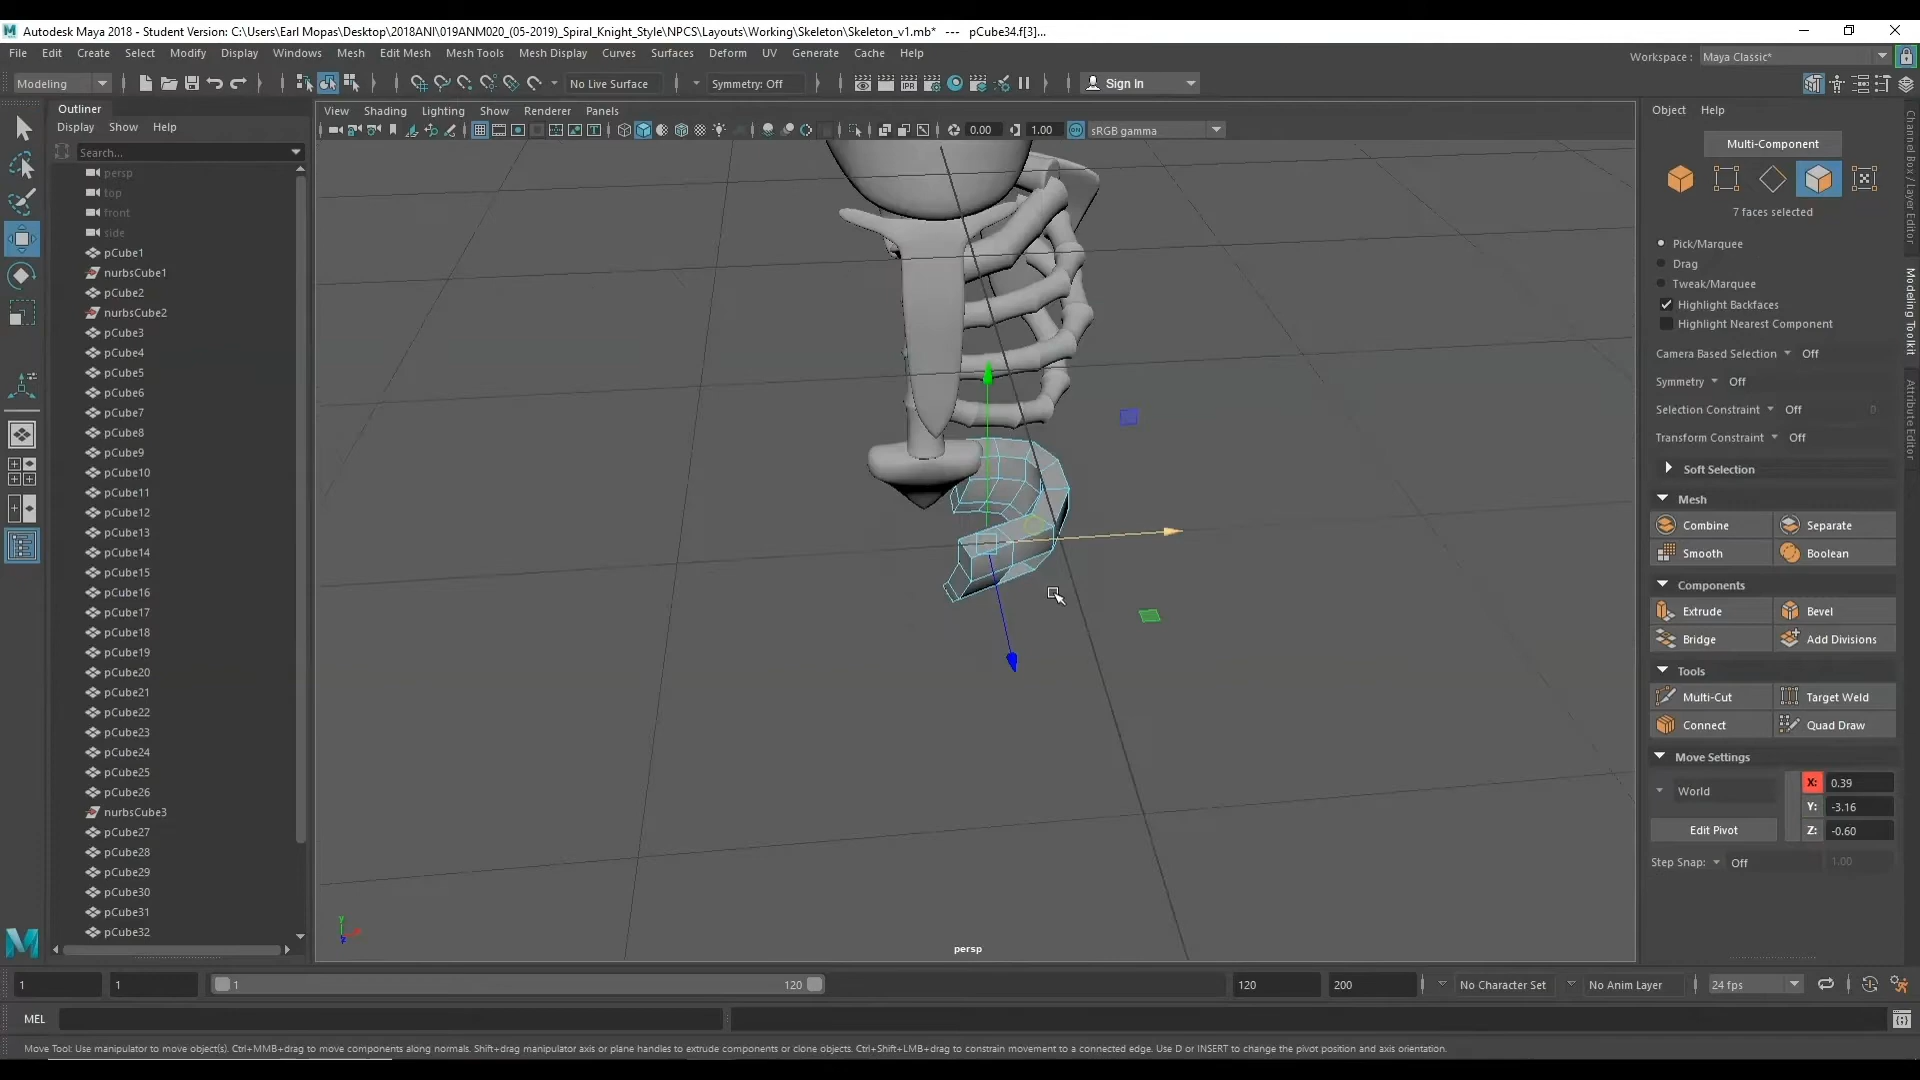 Autodesk Maya 2018 - Student Version: C:\Users\Earl Mopas\Desktop\2018ANI\019ANM020_(05-2019)_Spiral_Knight_Style\NPCS\Layouts\Working\Skeleton\Skeleton_v1.mb* --- pCube34.f[3]...
File Edit Create Select Modify Display Windows Mesh Edit Mesh Mesh Tools Mesh Display Curves Surfaces Deform UV Generate Cache Help
Workspace : Maya Classic*
Modeling
No Live Surface
Symmetry: Off
Sign In
Outliner
Display Show Help
Search...
persp
top
front
side
pCube1
nurbsCube1
pCube2
nurbsCube2
pCube3
pCube4
pCube5
pCube6
pCube7
pCube8
pCube9
pCube10
pCube11
pCube12
pCube13
pCube14
pCube15
pCube16
pCube17
pCube18
pCube19
pCube20
pCube21
pCube22
pCube23
pCube24
pCube25
pCube26
nurbsCube3
pCube27
pCube28
pCube29
pCube30
pCube31
pCube32
View Shading Lighting Show Renderer Panels
0.00
1.00
sRGB gamma
persp
Object Help
Multi-Component
7 faces selected
Pick/Marquee
Drag
Tweak/Marquee
Highlight Backfaces
Highlight Nearest Component
Camera Based Selection Off
Symmetry Off
Selection Constraint Off 0
Transform Constraint Off
Soft Selection
Mesh
Combine Separate
Smooth Boolean
Components
Extrude Bevel
Bridge Add Divisions
Tools
Multi-Cut Target Weld
Connect Quad Draw
Move Settings
World
X: 0.39
Y: -3.16
Z: -0.60
Edit Pivot
Step Snap: Off 1.00
Channel Box / Layer Editor
Modeling Toolkit
Attribute Editor
1
1
1
120
120
200
No Character Set
No Anim Layer
24 fps
MEL
Move Tool: Use manipulator to move object(s). Ctrl+MMB+drag to move components along normals. Shift+drag manipulator axis or plane handles to extrude components or clone objects. Ctrl+Shift+LMB+drag to constrain movement to a connected edge. Use D or INSERT to change the pivot position and axis orientation.